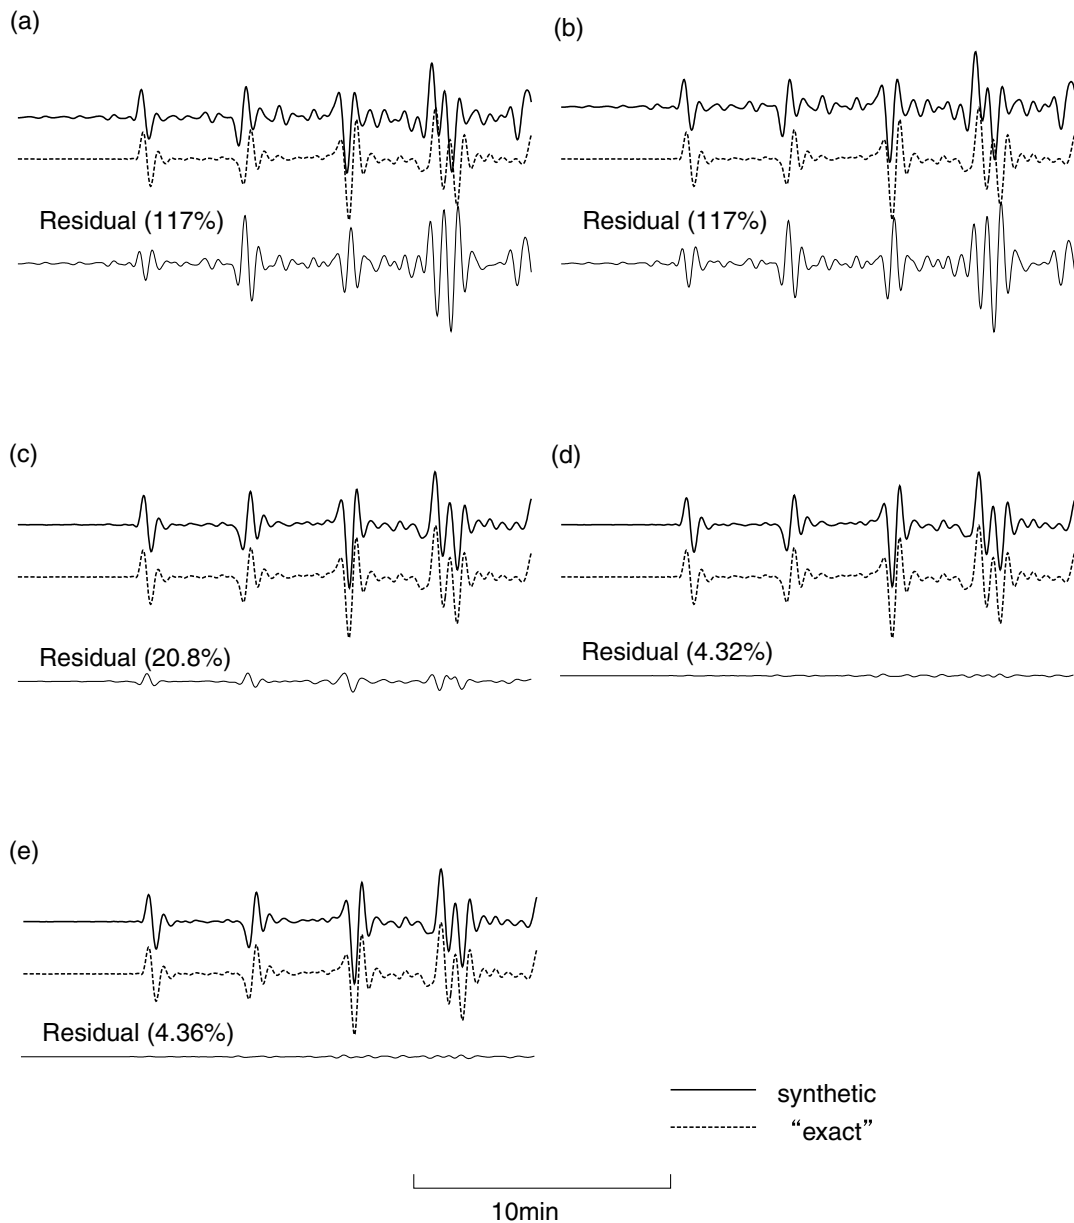 (a)
(b)
Residual (117%)
Residual (117%)
(c)
(d)
Residual (20.8%)
Residual (4.32%)
(e)
Residual (4.36%)
synthetic
“exact”
10min